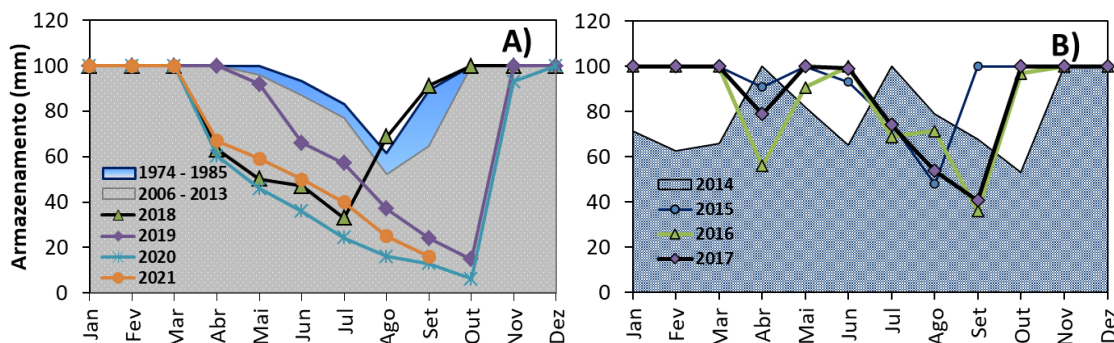 Armazenamento (mm)
120
100
80
60
40
20
0
A)
1974 - 1985
2006 - 2013
2018
2019
2020
2021
Jan
Fev
Mar
Abr
Mai
Jun
Jul
Ago
Set
Out
Nov
Dez
120
100
80
60
40
20
0
B)
2014
2015
2016
2017
Jan
Fev
Mar
Abr
Mai
Jun
Jul
Ago
Set
Out
Nov
Dez